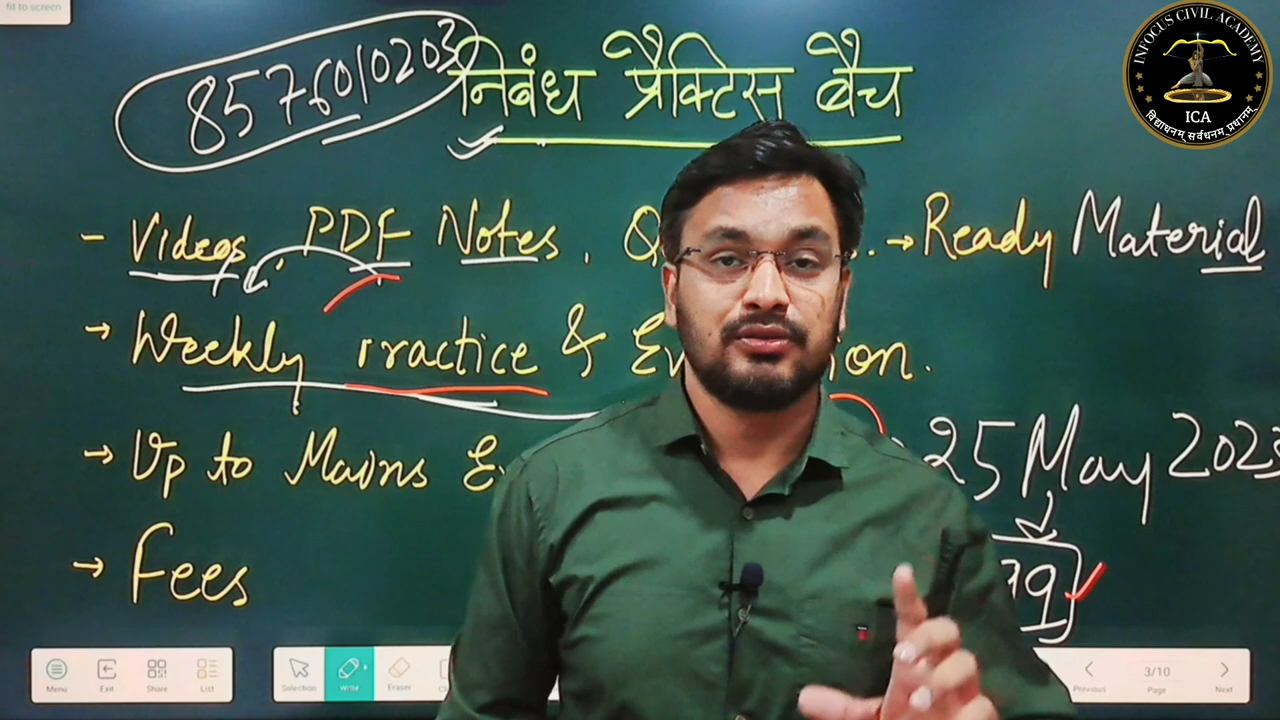 fit to screen
8576010203
निबंध प्रैक्टिस बैच
INFOCUS CIVIL ACADEMY
ICA
विद्याधनम् सर्वधनम् प्रधानम्
- Videos, PDF Notes, → Ready Material
→ Weekly Practice &
→ Up to Mains 25 May 2023
→ Fees
Menu Exit Share List Selection Write Eraser Previous 3/10 Page Next